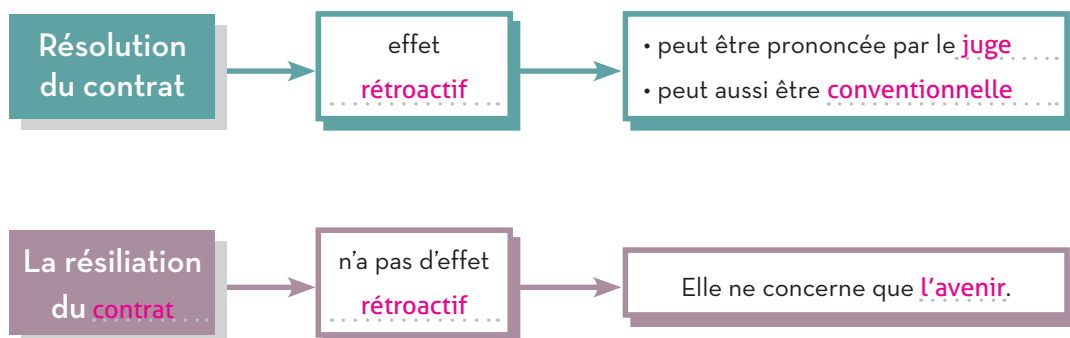 Résolution
du contrat
effet
rétroactif
• peut être prononcée par le juge
• peut aussi être conventionnelle
La résiliation
du contrat
n'a pas d'effet
rétroactif
Elle ne concerne que l'avenir.